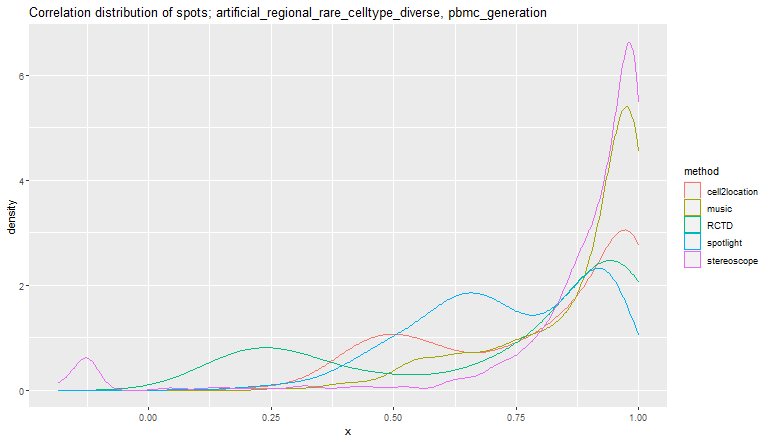 Correlation distribution of spots; artificial_regional_rare_celltype_diverse, pbmc_generation
6
4
2
0
density
0.00 0.25 0.50 0.75 1.00
x
method
cell2location
music
RCTD
spotlight
stereoscope